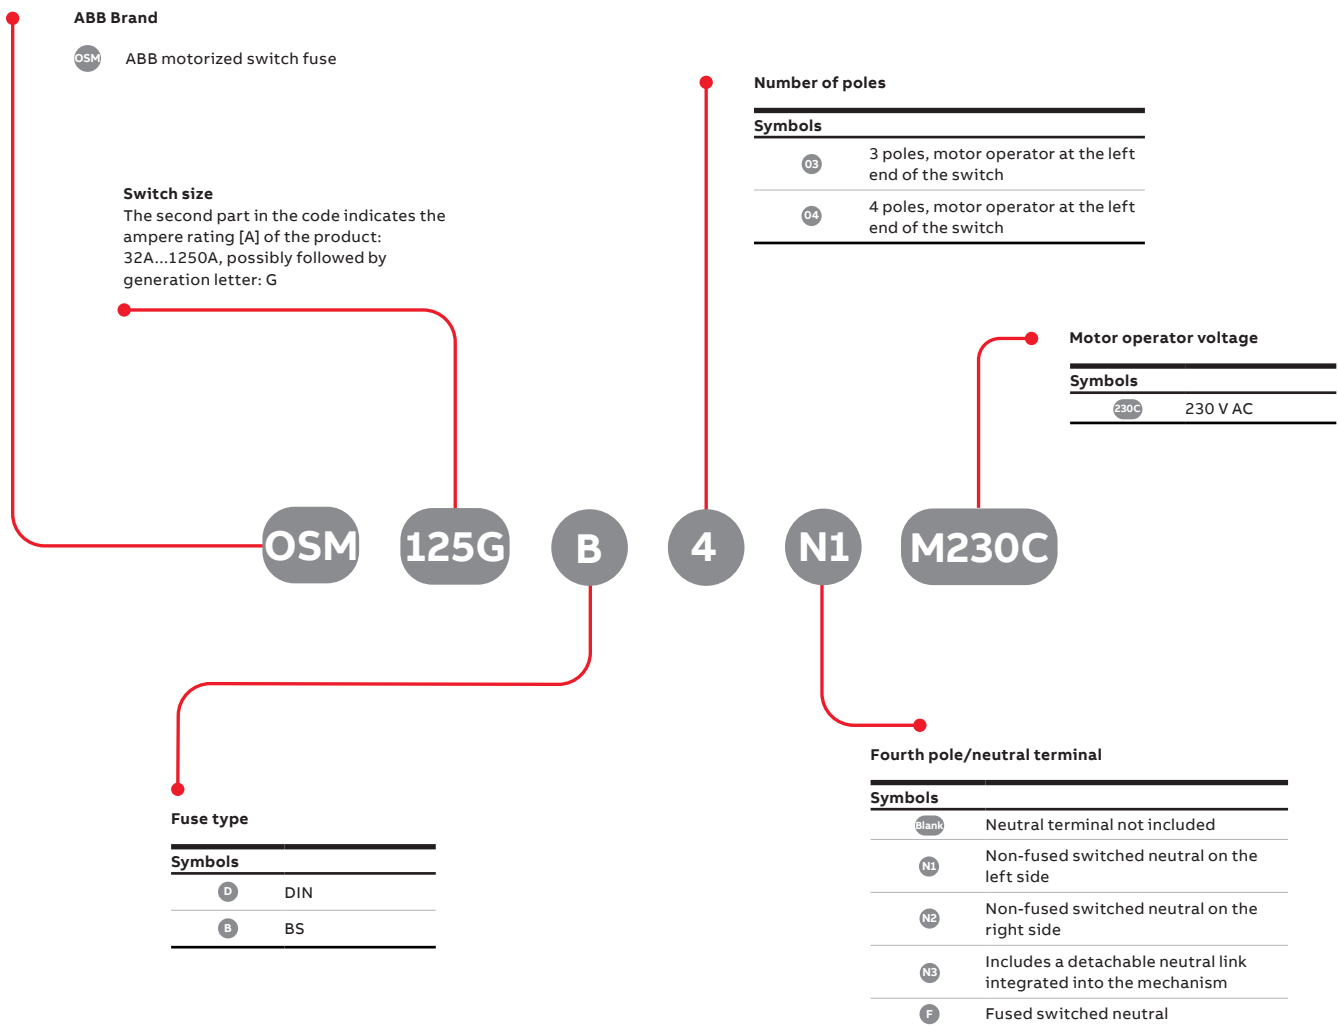 ABB Brand
OSM ABB motorized switch fuse
Number of poles
Symbols
03 3 poles, motor operator at the left
end of the switch
04 4 poles, motor operator at the left
end of the switch
Switch size
The second part in the code indicates the
ampere rating [A] of the product:
32A...1250A, possibly followed by
generation letter: G
Motor operator voltage
Symbols
230C 230 V AC
OSM 125G B 4 N1 M230C
Fuse type
Symbols
D DIN
B BS
Fourth pole/neutral terminal
Symbols
Blank Neutral terminal not included
N1 Non-fused switched neutral on the
left side
N2 Non-fused switched neutral on the
right side
N3 Includes a detachable neutral link
integrated into the mechanism
F Fused switched neutral